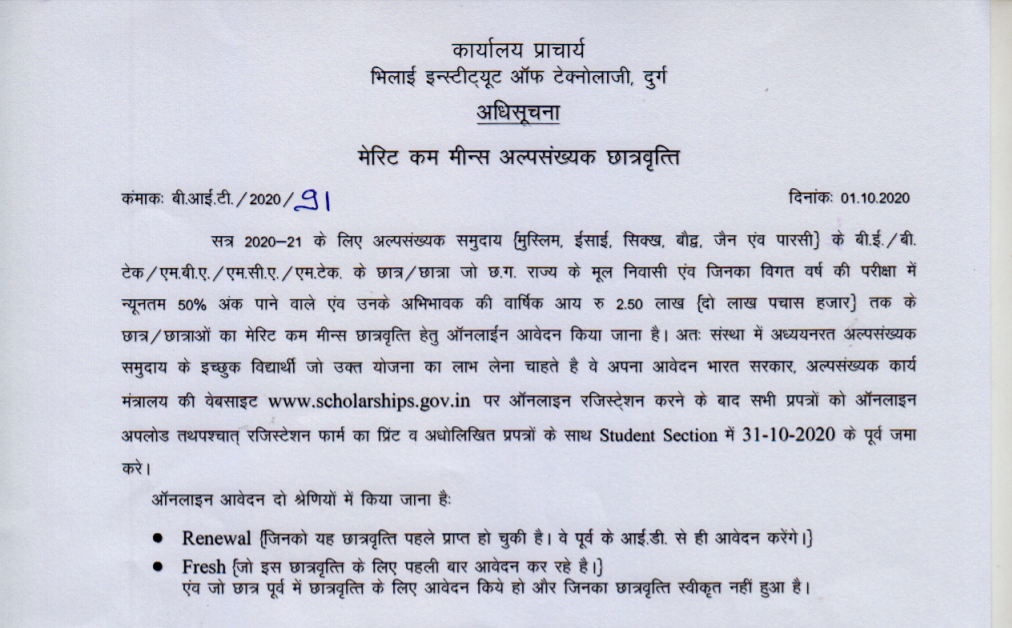 कार्यालय प्राचार्य
भिलाई इन्स्टीट्यूट ऑफ टेक्नोलाजी, दुर्ग
अधिसूचना
मेरिट कम मीन्स अल्पसंख्यक छात्रवृत्ति
कंमाकः बी.आई.टी./2020/91 दिनांकः 01.10.2020
सत्र 2020–21 के लिए अल्पसंख्यक समुदाय {मुस्लिम, ईसाई, सिक्ख, बौद्व, जैन एंव पारसी} के बी.ई./बी.
टेक/एम.बी.ए./एम.सी.ए./एम.टेक. के छात्र/छात्रा जो छ.ग. राज्य के मूल निवासी एंव जिनका विगत वर्ष की परीक्षा में
न्यूनतम 50% अंक पाने वाले एंव उनके अभिभावक की वार्षिक आय रु 2.50 लाख {दो लाख पचास हजार} तक के
छात्र/छात्राओं का मेरिट कम मीन्स छात्रवृत्ति हेतु ऑनलाईन आवेदन किया जाना है। अतः संस्था में अध्ययनरत अल्पसंख्यक
समुदाय के इच्छुक विद्यार्थी जो उक्त योजना का लाभ लेना चाहते है वे अपना आवेदन भारत सरकार, अल्पसंख्यक कार्य
मंत्रालय की वेबसाइट www.scholarships.gov.in पर ऑनलाइन रजिस्ट्रेशन करने के बाद सभी प्रपत्रों को ऑनलाइन
अपलोड तथपश्चात् रजिस्टेशन फार्म का प्रिंट व अधोलिखित प्रपत्रों के साथ Student Section में 31-10-2020 के पूर्व जमा
करे।
ऑनलाइन आवेदन दो श्रेणियों में किया जाना हैः
● Renewal {जिनको यह छात्रवृत्ति पहले प्राप्त हो चुकी है। वे पूर्व के आई.डी. से ही आवेदन करेंगे।}
● Fresh {जो इस छात्रवृत्ति के लिए पहली बार आवेदन कर रहे है।}
एंव जो छात्र पूर्व में छात्रवृत्ति के लिए आवेदन किये हो और जिनका छात्रवृत्ति स्वीकृत नहीं हुआ है।